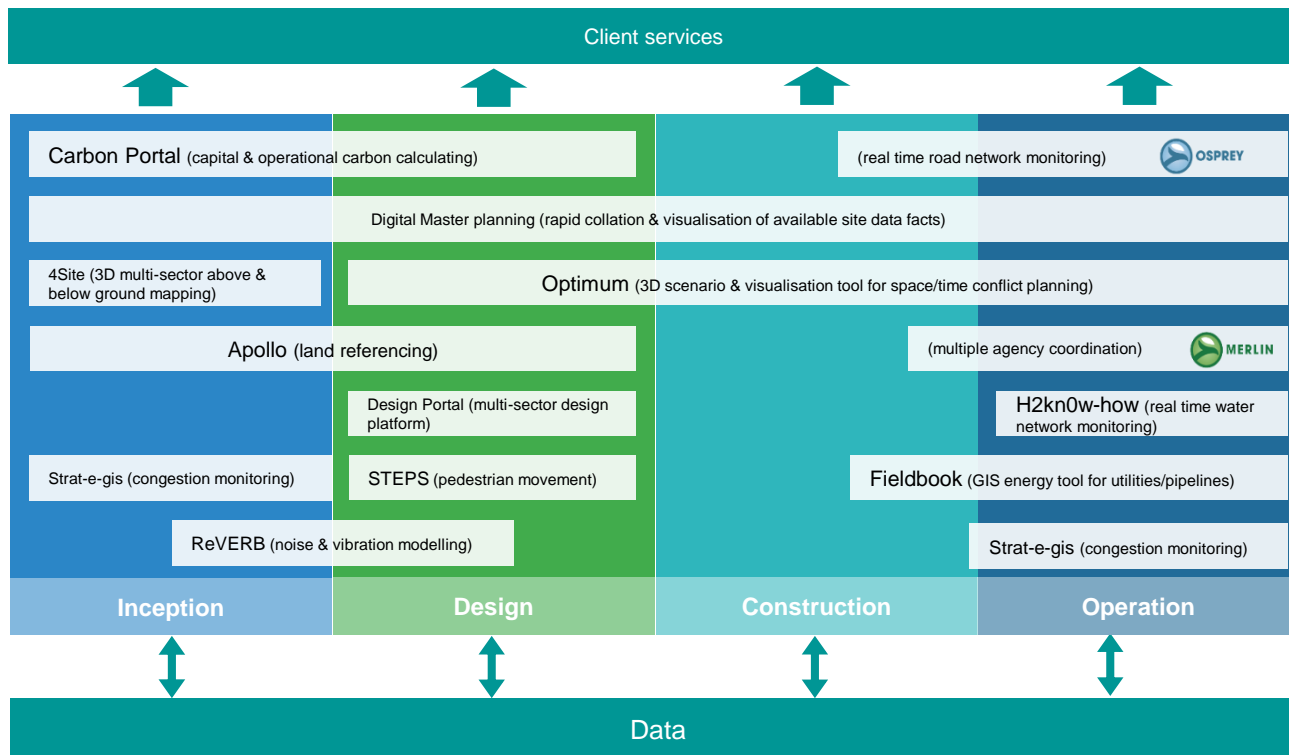 Client services
Carbon Portal (capital & operational carbon calculating)
(real time road network monitoring)
OSPREY
Digital Master planning (rapid collation & visualisation of available site data facts)
4Site (3D multi-sector above &
below ground mapping)
Optimum (3D scenario & visualisation tool for space/time conflict planning)
Apollo (land referencing)
(multiple agency coordination)
MERLIN
Design Portal (multi-sector design
platform)
H2kn0w-how (real time water
network monitoring)
Strat-e-gis (congestion monitoring)
STEPS (pedestrian movement)
Fieldbook (GIS energy tool for utilities/pipelines)
ReVERB (noise & vibration modelling)
Strat-e-gis (congestion monitoring)
Inception
Design
Construction
Operation
Data